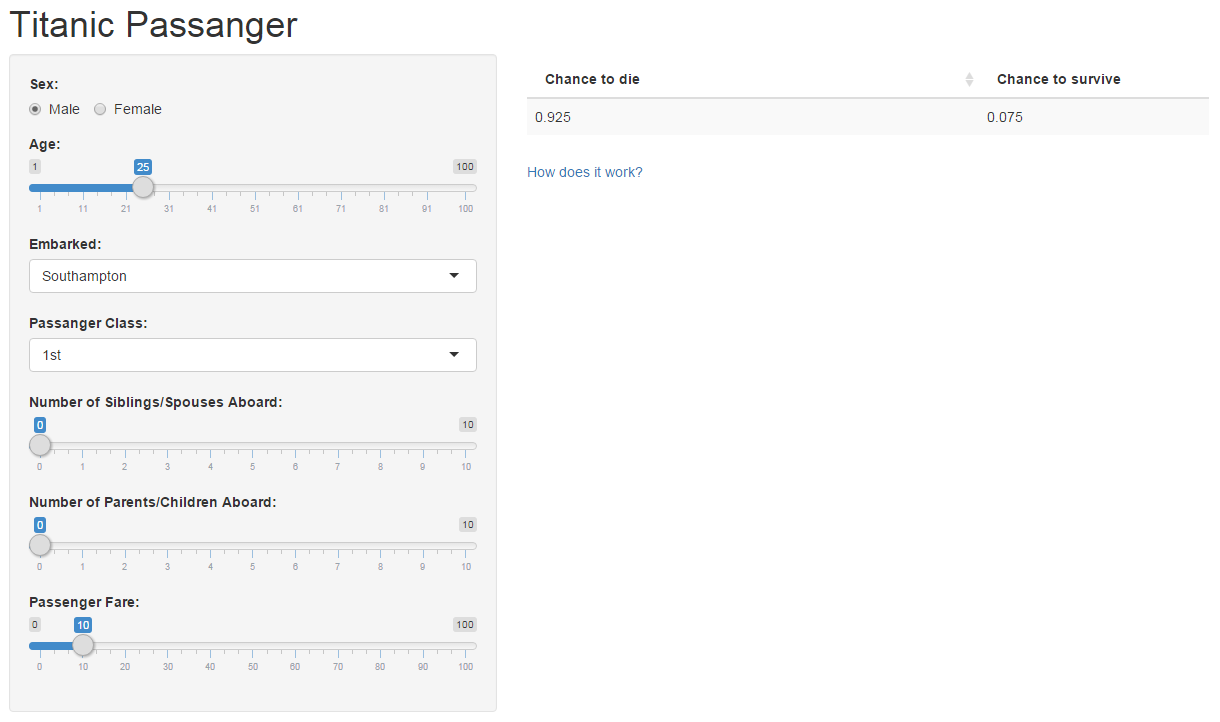 Titanic Passanger
Sex:
Male Female
Age:
1 25 100
1 11 21 31 41 51 61 71 81 91 100
Embarked:
Southampton
Passanger Class:
1st
Number of Siblings/Spouses Aboard:
0 10
0 1 2 3 4 5 6 7 8 9 10
Number of Parents/Children Aboard:
0 10
0 1 2 3 4 5 6 7 8 9 10
Passenger Fare:
0 10 100
0 10 20 30 40 50 60 70 80 90 100
Chance to die Chance to survive
0.925 0.075
How does it work?